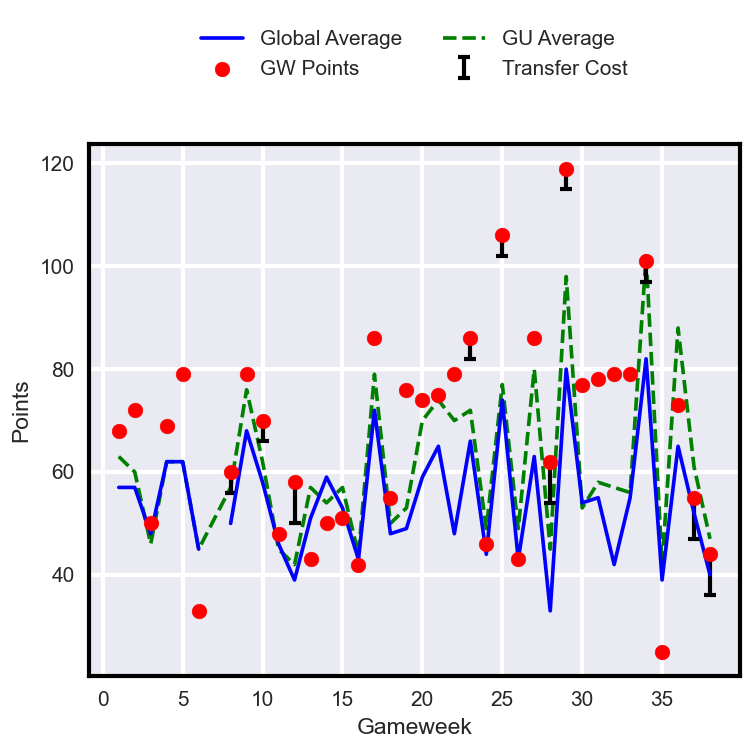 Global Average
GU Average
GW Points
Transfer Cost
120
100
80
60
40
Points
0 5 10 15 20 25 30 35
Gameweek